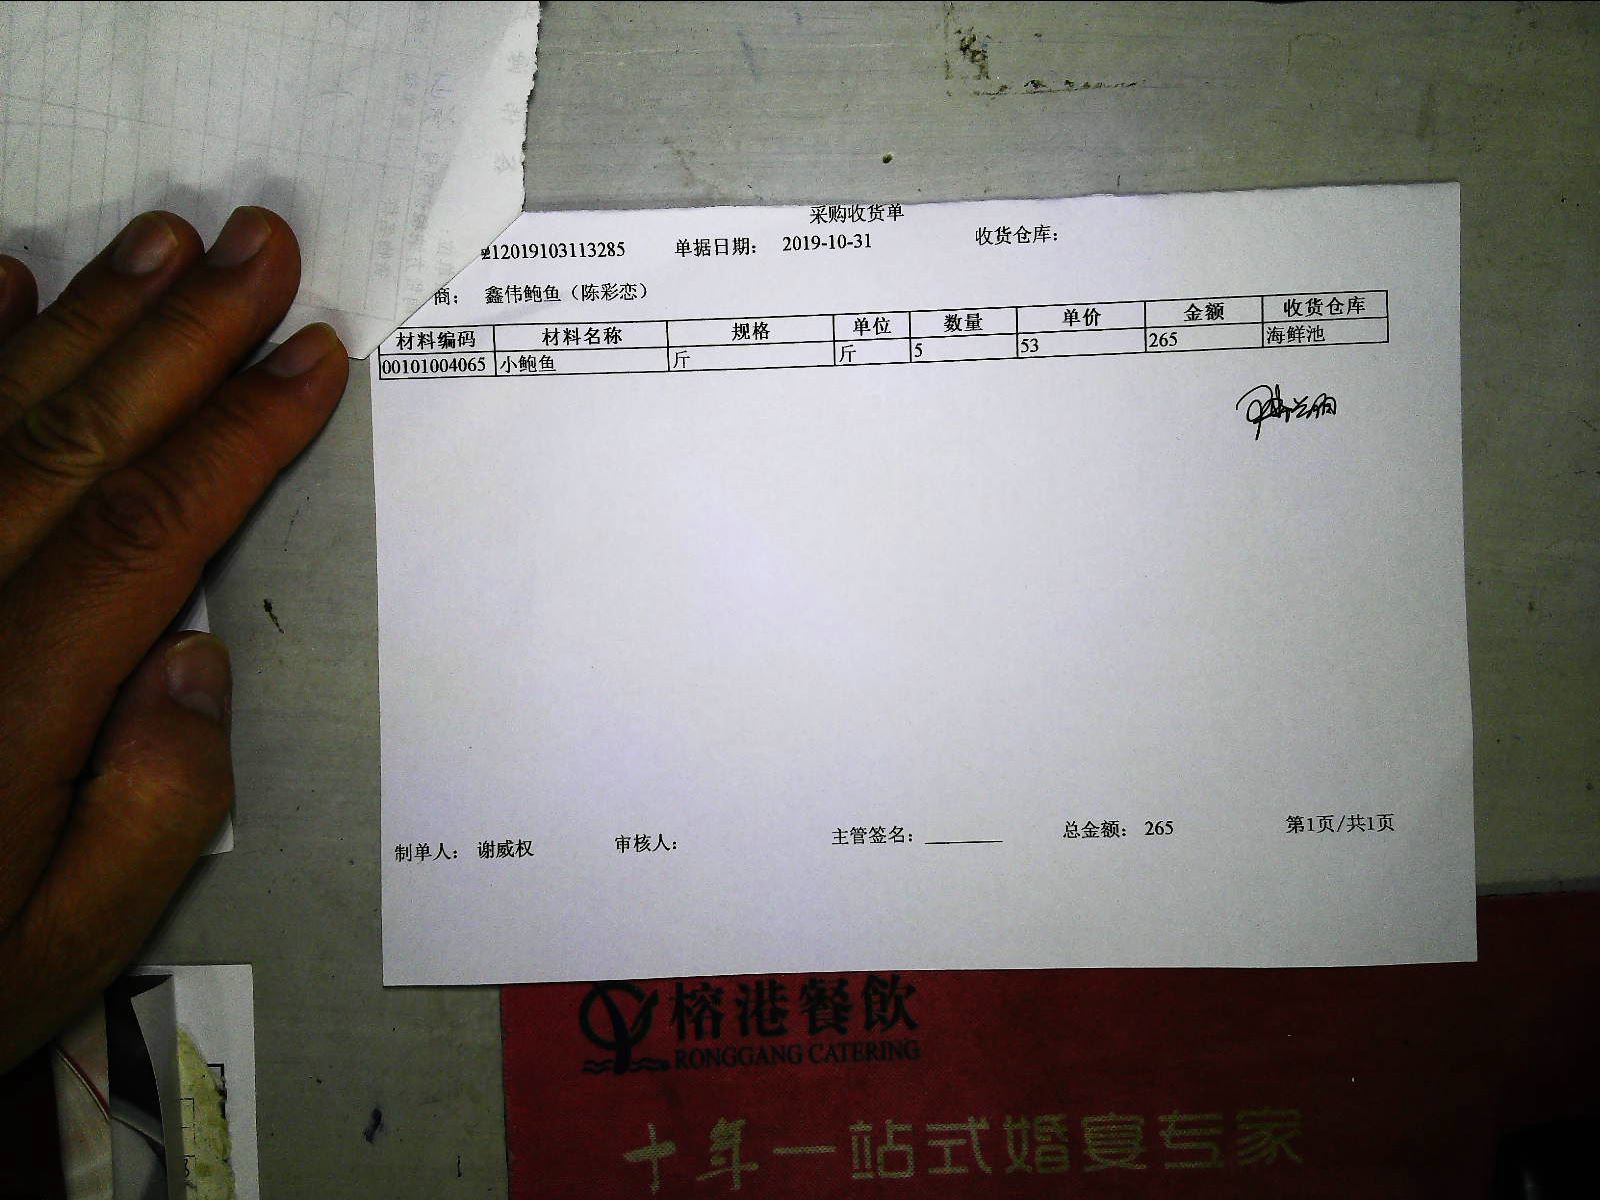 采购收货单
12019103113285 单据日期： 2019-10-31 收货仓库：
商： 鑫伟鲍鱼（陈彩恋）
材料编码 材料名称 规格 单位 数量 单价 金额 收货仓库
00101004065 小鲍鱼 斤 斤 5 53 265 海鲜池
制单人： 谢威权 审核人： 主管签名： 总金额： 265 第1页/共1页
榕港餐飲
RONGGANG CATERING
十年一站式婚宴专家